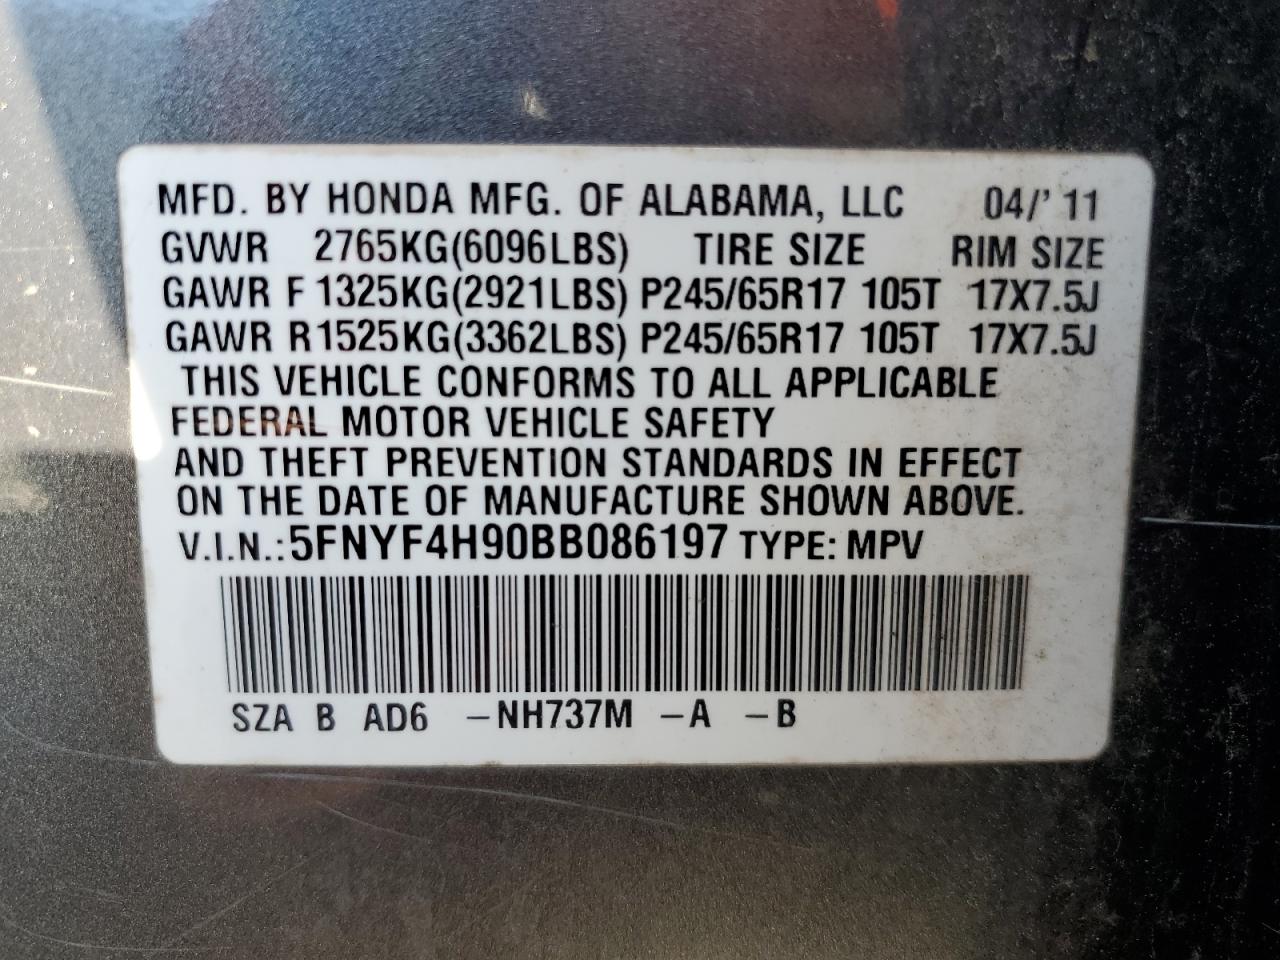 MFD. BY HONDA MFG. OF ALABAMA, LLC 04/' 11
GVWR 2765KG(6096LBS) TIRE SIZE RIM SIZE
GAWR F 1325KG(2921LBS) P245/65R17 105T 17X7.5J
GAWR R 1525KG(3362LBS) P245/65R17 105T 17X7.5J
THIS VEHICLE CONFORMS TO ALL APPLICABLE
FEDERAL MOTOR VEHICLE SAFETY
AND THEFT PREVENTION STANDARDS IN EFFECT
ON THE DATE OF MANUFACTURE SHOWN ABOVE.
V.I.N.:5FNYF4H90BB086197 TYPE: MPV
SZA B AD6 -NH737M -A -B